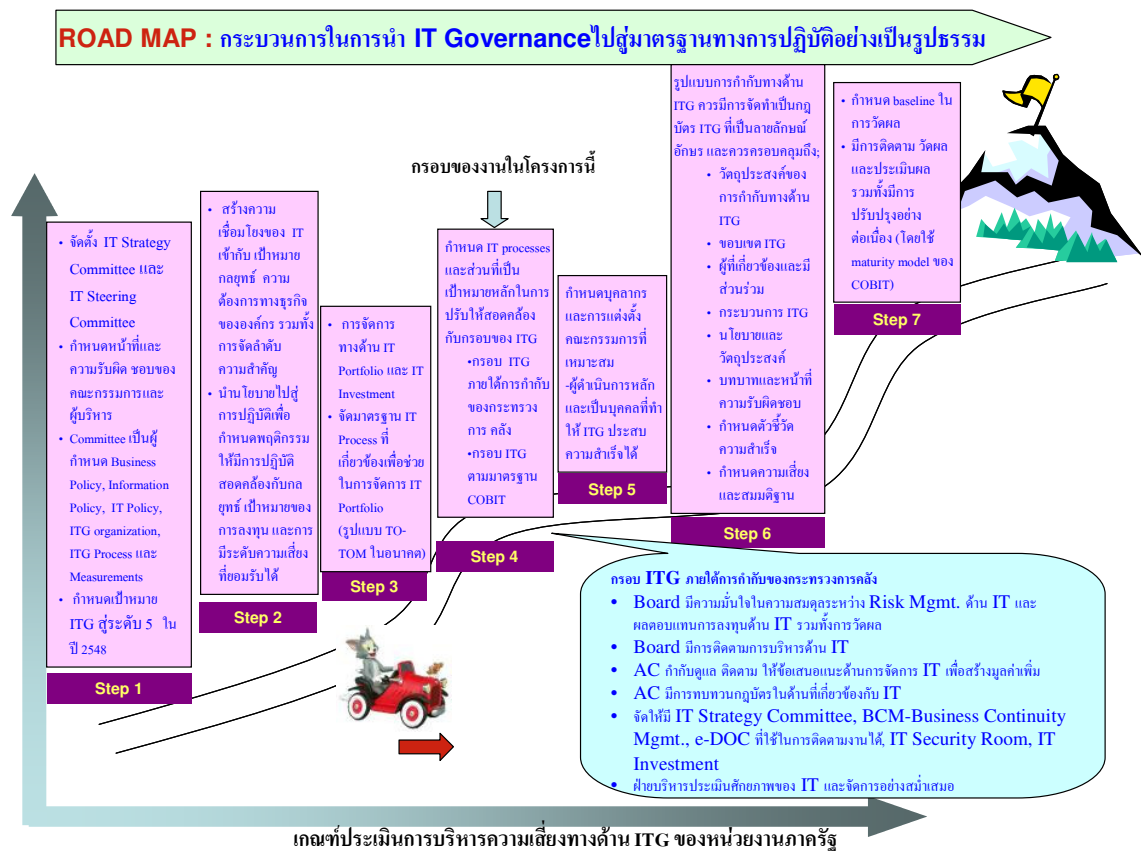 ROAD MAP : กระบวนการในการนำ IT Governanceไปสู่มาตรฐานทางการปฏิบัติอย่างเป็นรูปธรรม
กรอบของงานในโครงการนี้
• จัดตั้ง IT Strategy
Committee และ
IT Steering
Committee
• กำหนดหน้าที่และ
ความรับผิด ชอบของ
คณะกรรมการและ
ผู้บริหาร
• Committee เป็นผู้
กำหนด Business
Policy, Information
Policy, IT Policy,
ITG organization,
ITG Process และ
Measurements
• กำหนดเป้าหมาย
ITG สู่ระดับ 5 ใน
ปี 2548
Step 1
• สร้างความ
เชื่อมโยงของ IT
เข้ากับ เป้าหมาย
กลยุทธ์ ความ
ต้องการทางธุรกิจ
ขององค์กร รวมทั้ง
การจัดลำดับ
ความสำคัญ
• นำนโยบายไปสู่
การปฏิบัติเพื่อ
กำหนดพฤติกรรม
ให้มีการปฏิบัติ
สอดคล้องกับกล
ยุทธ์ เป้าหมายของ
การลงทุน และการ
มีระดับความเสี่ยง
ที่ยอมรับได้
Step 2
• การจัดการ
ทางด้าน IT
Portfolio และ IT
Investment
• จัดมาตรฐาน IT
Process ที่
เกี่ยวข้องเพื่อช่วย
ในการจัดการ IT
Portfolio
(รูปแบบ TO-
TOM ในอนาคต)
Step 3
กำหนด IT processes
และส่วนที่เป็น
เป้าหมายหลักในการ
ปรับให้สอดคล้อง
กับกรอบของ ITG
•กรอบ ITG
ภายใต้การกำกับ
ของกระทรวง
การ คลัง
•กรอบ ITG
ตามมาตรฐาน
COBIT
Step 4
กำหนดบุคลากร
และการแต่งตั้ง
คณะกรรมการที่
เหมาะสม
-ผู้ดำเนินการหลัก
และเป็นบุคคลที่ทำ
ให้ ITG ประสบ
ความสำเร็จได้
Step 5
รูปแบบการกำกับทางด้าน
ITG ควรมีการจัดทำเป็นกฎ
บัตร ITG ที่เป็นลายลักษณ์
อักษร และควรครอบคลุมถึง;
• วัตถุประสงค์ของ
การกำกับทางด้าน
ITG
• ขอบเขต ITG
• ผู้ที่เกี่ยวข้องและมี
ส่วนร่วม
• กระบวนการ ITG
• นโยบายและ
วัตถุประสงค์
• บทบาทและหน้าที่
ความรับผิดชอบ
• กำหนดตัวชี้วัด
ความสำเร็จ
• กำหนดความเสี่ยง
และสมมติฐาน
Step 6
• กำหนด baseline ใน
การวัดผล
• มีการติดตาม วัดผล
และประเมินผล
รวมทั้งมีการ
ปรับปรุงอย่าง
ต่อเนื่อง (โดยใช้
maturity model ของ
COBIT)
Step 7
กรอบ ITG ภายใต้การกำกับของกระทรวงการคลัง
• Board มีความมั่นใจในความสมดุลระหว่าง Risk Mgmt. ด้าน IT และ
ผลตอบแทนการลงทุนด้าน IT รวมทั้งการวัดผล
• Board มีการติดตามการบริหารด้าน IT
• AC กำกับดูแล ติดตาม ให้ข้อเสนอแนะด้านการจัดการ IT เพื่อสร้างมูลค่าเพิ่ม
• AC มีการทบทวนกฎบัตรในด้านที่เกี่ยวข้องกับ IT
• จัดให้มี IT Strategy Committee, BCM-Business Continuity
Mgmt., e-DOC ที่ใช้ในการติดตามงานได้, IT Security Room, IT
Investment
• ฝ่ายบริหารประเมินศักยภาพของ IT และจัดการอย่างสม่ำเสมอ
เกณฑ์ประเมินการบริหารความเสี่ยงทางด้าน ITG ของหน่วยงานภาครัฐ